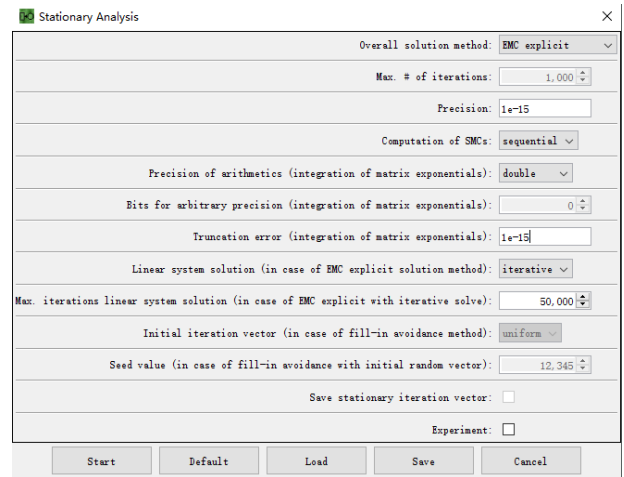 Stationary Analysis
Overall solution method: EMC explicit
Max. # of iterations: 1,000
Precision: 1e-15
Computation of SMCs: sequential
Precision of arithmetics (integration of matrix exponentials): double
Bits for arbitrary precision (integration of matrix exponentials): 0
Truncation error (integration of matrix exponentials): 1e-15
Linear system solution (in case of EMC explicit solution method): iterative
Max. iterations linear system solution (in case of EMC explicit with iterative solve): 50,000
Initial iteration vector (in case of fill-in avoidance method): uniform
Seed value (in case of fill-in avoidance with initial random vector): 12,345
Save stationary iteration vector:
Experiment:
Start Default Load Save Cancel